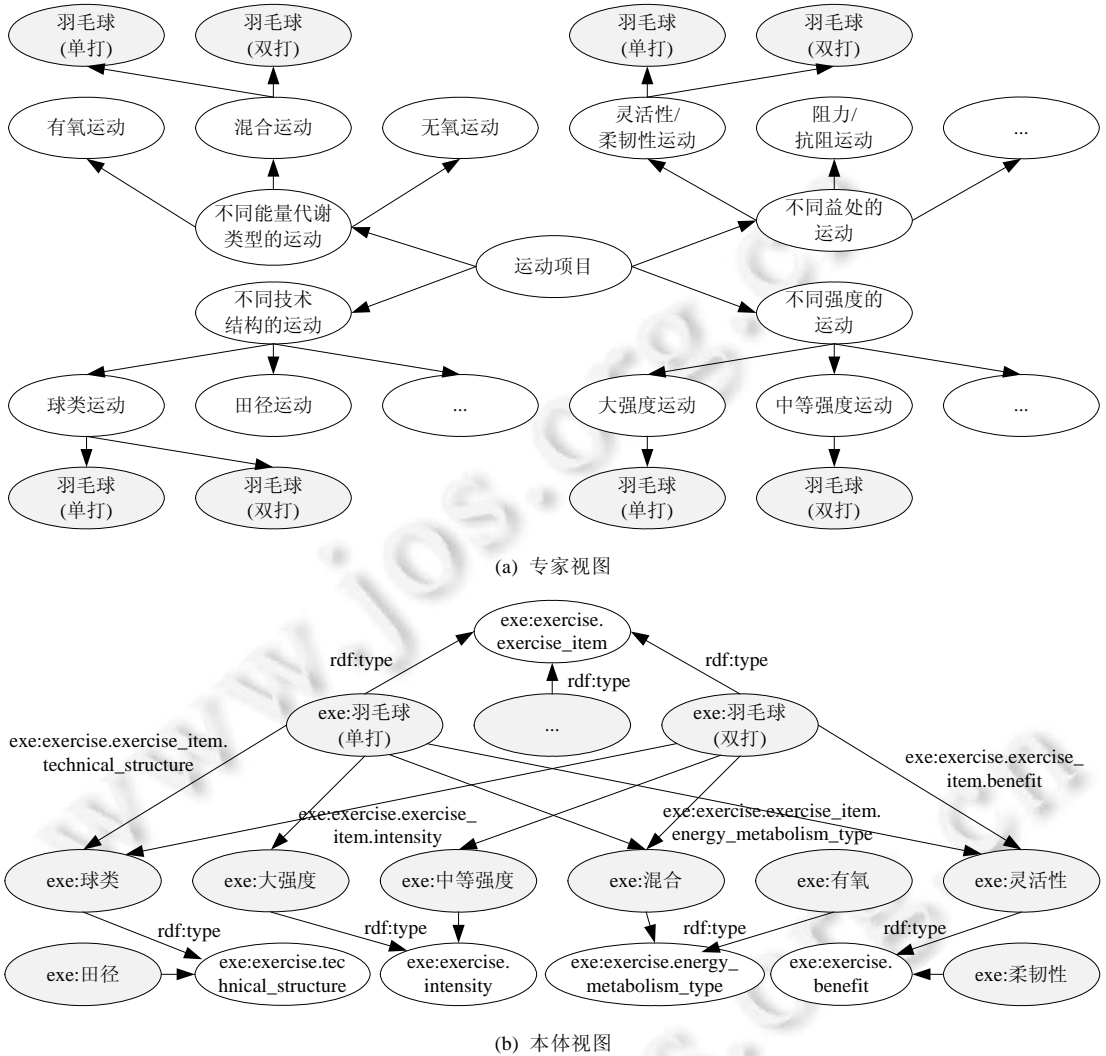 羽毛球
(单打)
羽毛球
(双打)
羽毛球
(单打)
羽毛球
(双打)
有氧运动
混合运动
无氧运动
灵活性/
柔韧性运动
阻力/
抗阻运动
...
不同能量代谢
类型的运动
不同益处的
运动
运动项目
不同技术
结构的运动
不同强度的
运动
球类运动
田径运动
...
大强度运动
中等强度运动
...
羽毛球
(单打)
羽毛球
(双打)
羽毛球
(单打)
羽毛球
(双打)
(a) 专家视图
exe:exercise.
exercise_item
rdf:type
rdf:type
rdf:type
exe:羽毛球
(单打)
...
exe:羽毛球
(双打)
exe:exercise.exercise_item.
technical_structure
exe:exercise.exercise_
item.benefit
exe:exercise.exercise_
item.intensity
exe:exercise.exercise_item.
energy_metabolism_type
exe:球类
exe:大强度
exe:中等强度
exe:混合
exe:有氧
exe:灵活性
rdf:type
rdf:type
rdf:type
rdf:type
exe:田径
exe:exercise.tec
hnical_structure
exe:exercise.
intensity
exe:exercise.energy_
metabolism_type
exe:exercise.
benefit
exe:柔韧性
(b) 本体视图
www.jos.org.cn